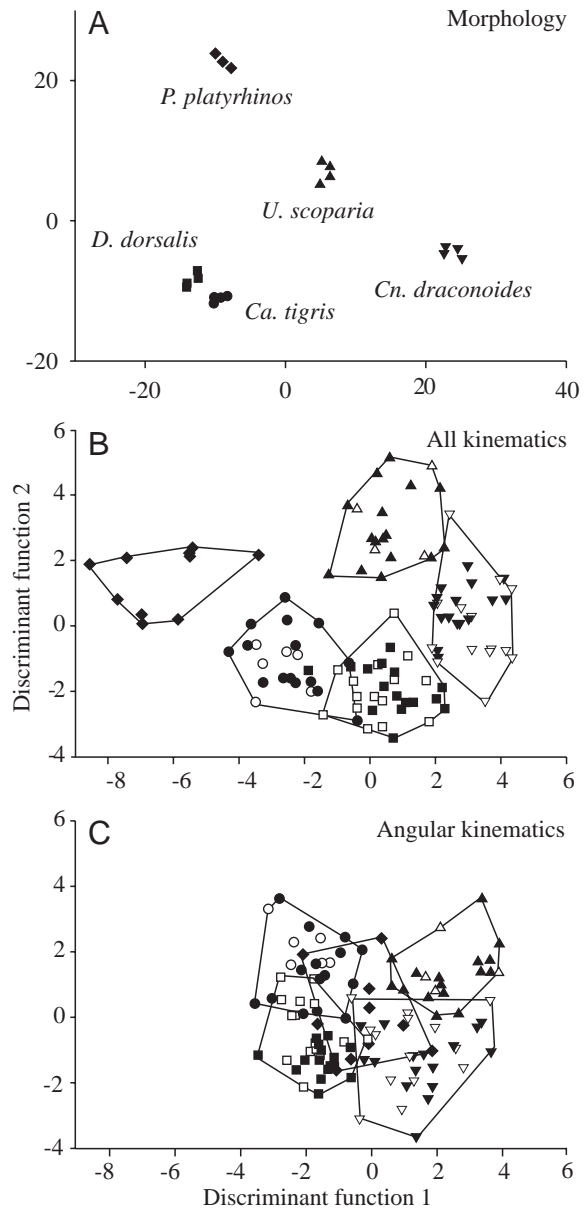 A
Morphology
P. platyrhinos
U. scoparia
D. dorsalis
Ca. tigris
Cn. draconoides
20
0
-20
-20 0 20 40
B
All kinematics
Discriminant function 2
6
4
2
0
-2
-4
-8 -6 -4 -2 0 2 4 6
C
Angular kinematics
6
4
2
0
-2
-4
-8 -6 -4 -2 0 2 4 6
Discriminant function 1